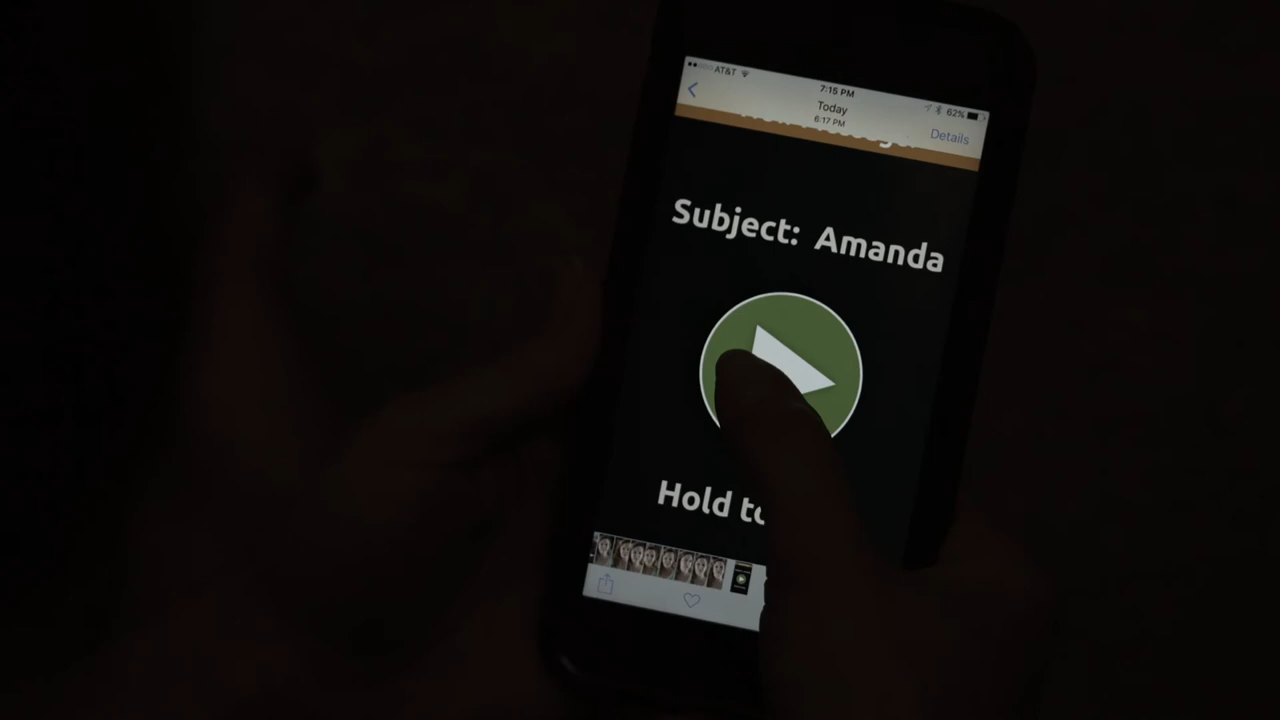 AT&T
7:15 PM
62%
Today
6:17 PM
Details
Subject: Amanda
Hold to